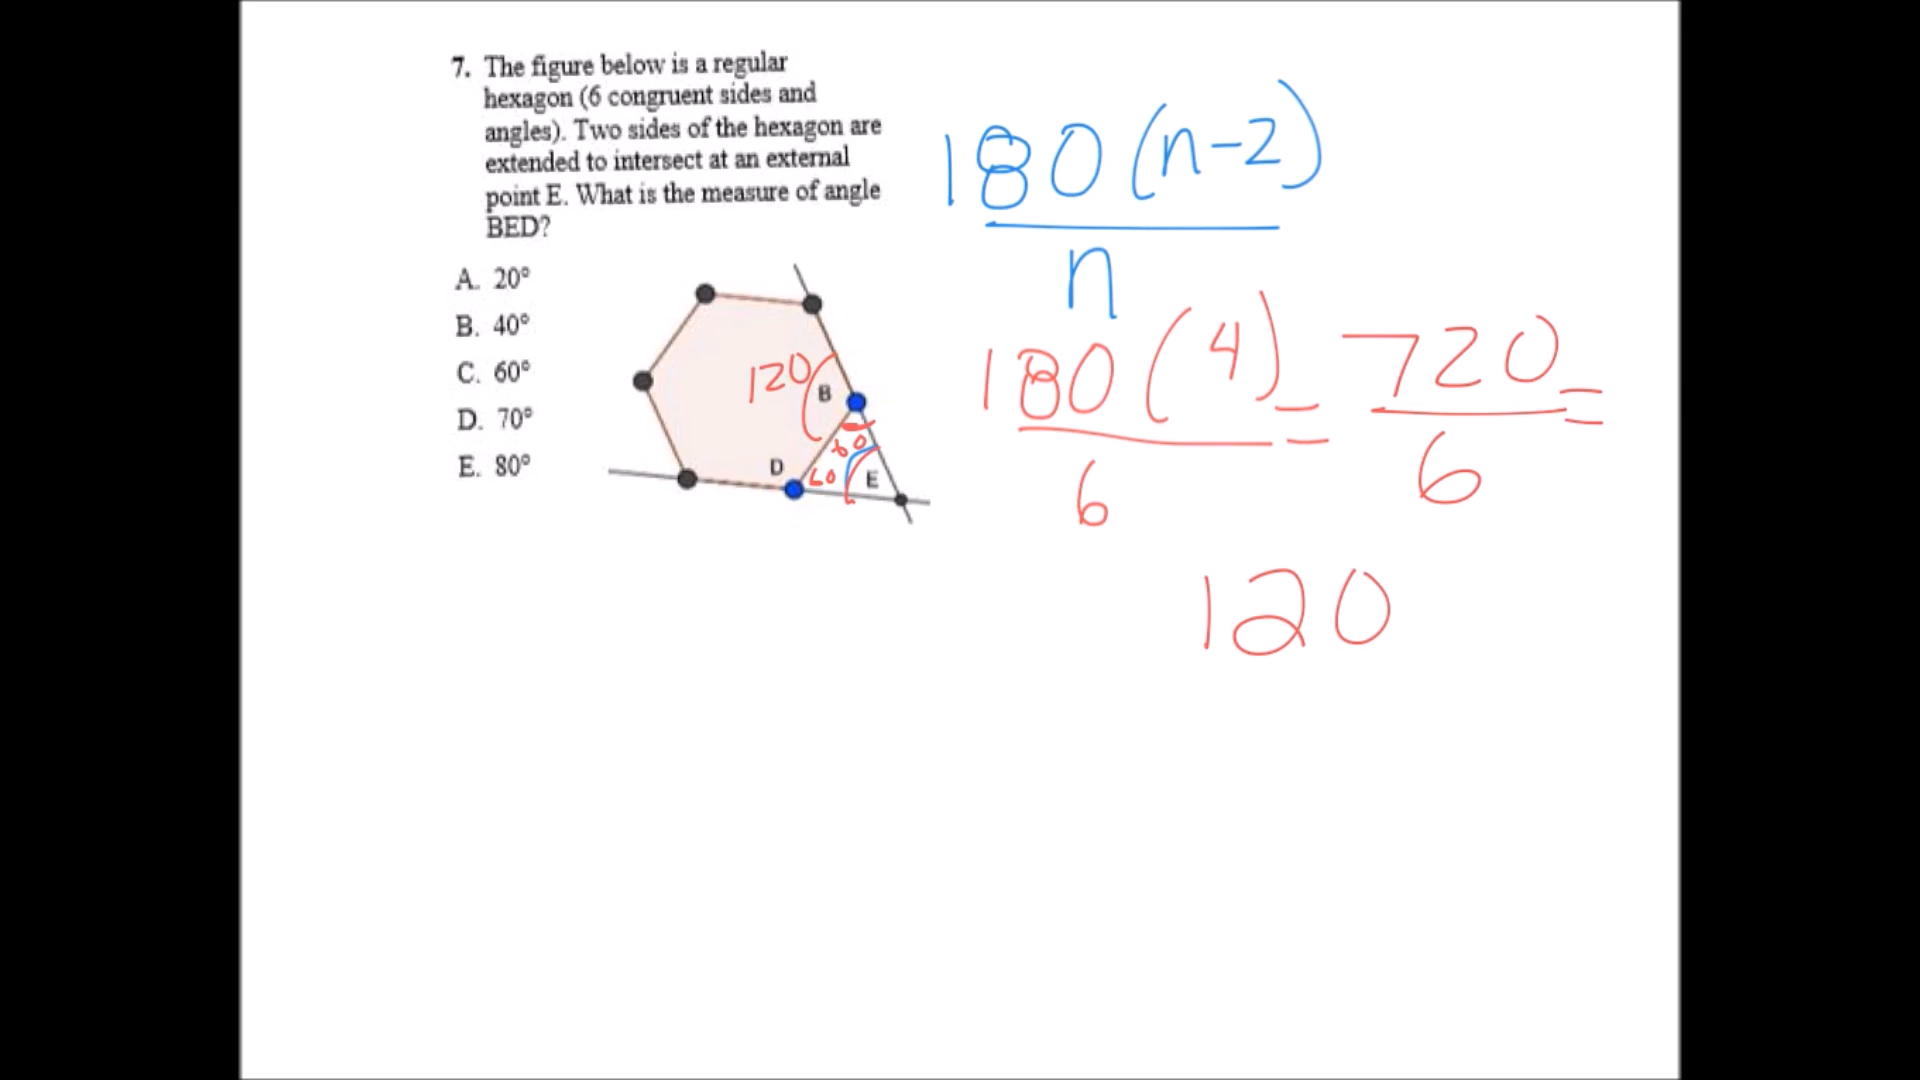 7. The figure below is a regular
hexagon (6 congruent sides and
angles). Two sides of the hexagon are
extended to intersect at an external
point E. What is the measure of angle
BED?
A. 20°
B. 40°
C. 60°
D. 70°
E. 80°
120
B
60
D
60
E
180(n-2)
n
180(4) = 720 =
6 6
120